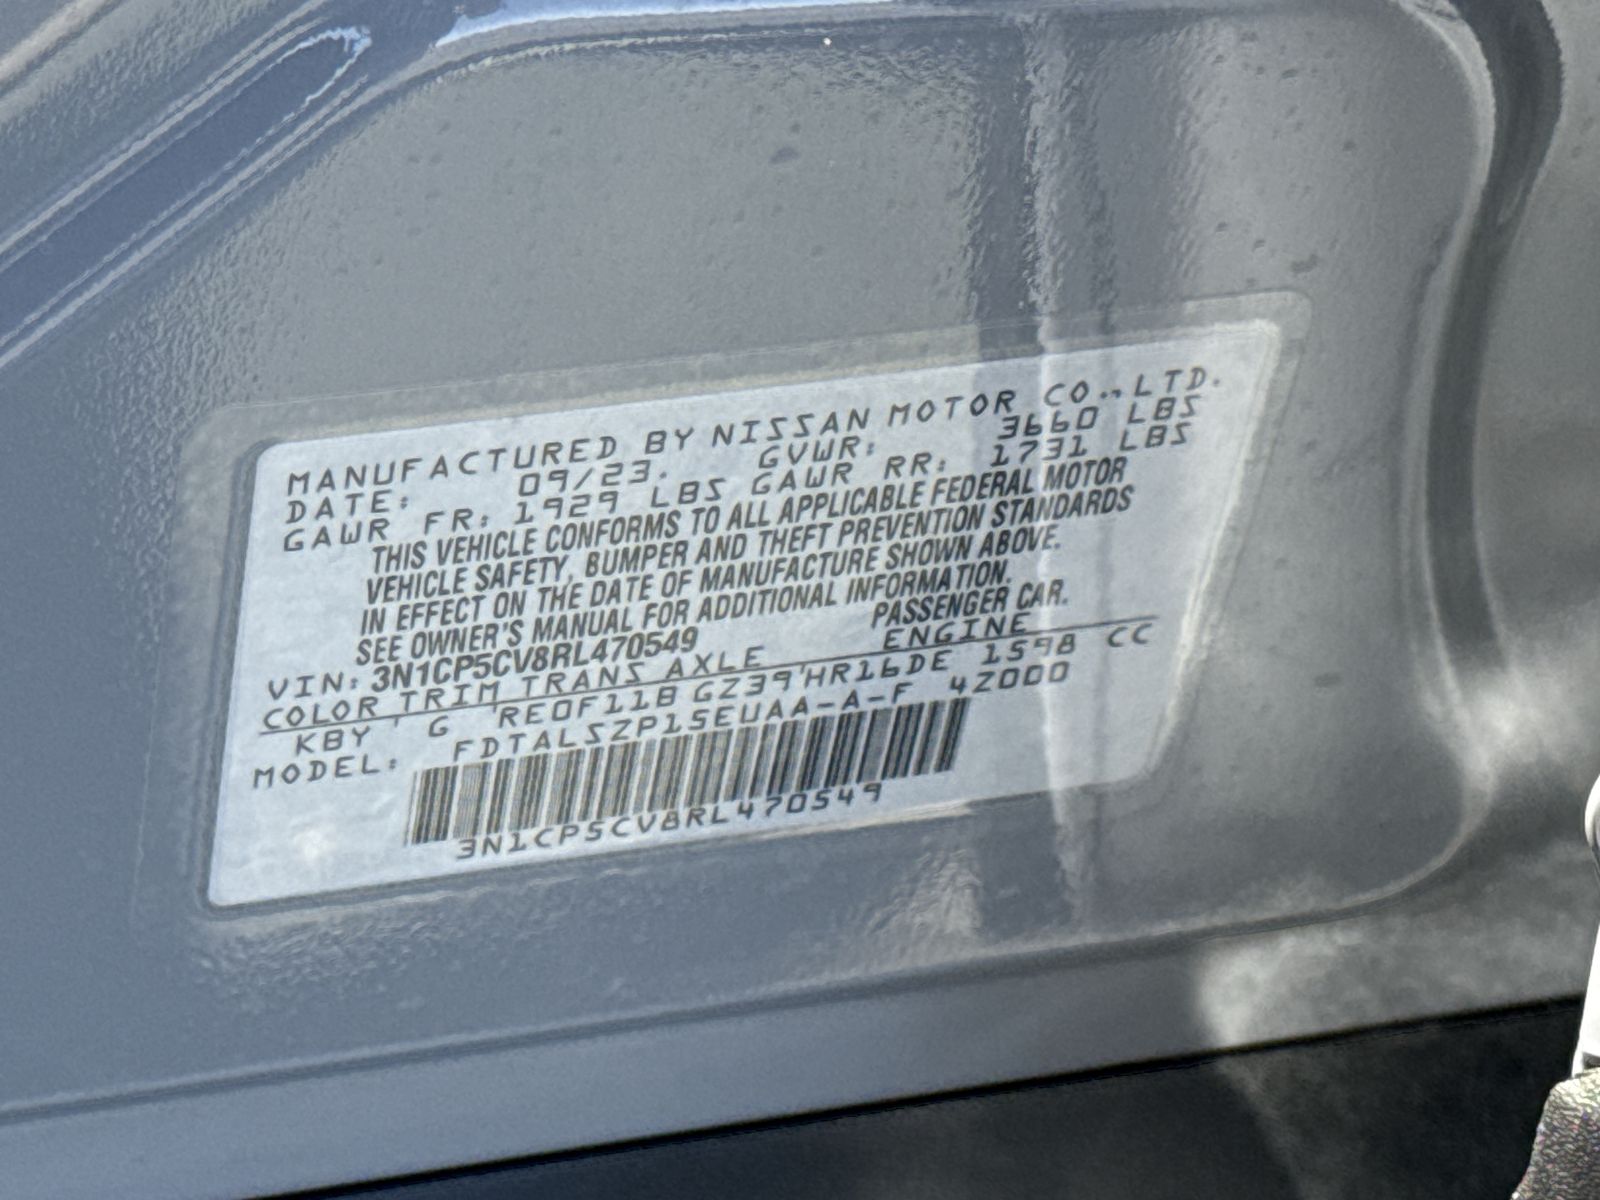 MANUFACTURED BY NISSAN MOTOR CO., LTD.
DATE: 09/23. GVWR: 3660 LBS
GAWR FR: 1929 LBS GAWR RR: 1731 LBS
THIS VEHICLE CONFORMS TO ALL APPLICABLE FEDERAL MOTOR
VEHICLE SAFETY, BUMPER AND THEFT PREVENTION STANDARDS
IN EFFECT ON THE DATE OF MANUFACTURE SHOWN ABOVE.
SEE OWNER'S MANUAL FOR ADDITIONAL INFORMATION.
VIN: 3N1CP5CV8RL470549 PASSENGER CAR.
COLOR TRIM TRANS AXLE ENGINE
KBY G RE0F11B GZ39 HR16DE 1598 CC
MODEL: FDTALSZP15EUAA-A-F 4Z000
3N1CP5CV8RL470549